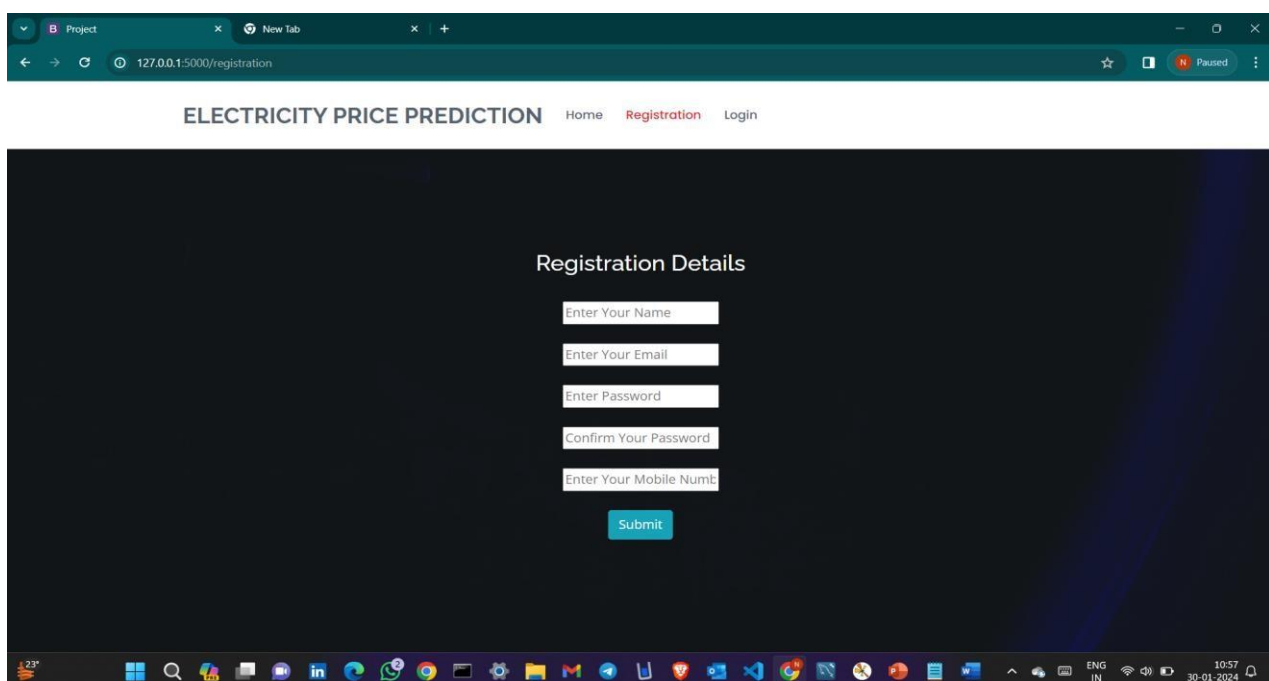 B Project
New Tab
127.0.0.1:5000/registration
N Paused
ELECTRICITY PRICE PREDICTION Home Registration Login
Registration Details
Enter Your Name
Enter Your Email
Enter Password
Confirm Your Password
Enter Your Mobile Numb
Submit
23°
2
ENG
IN
10:57
30-01-2024